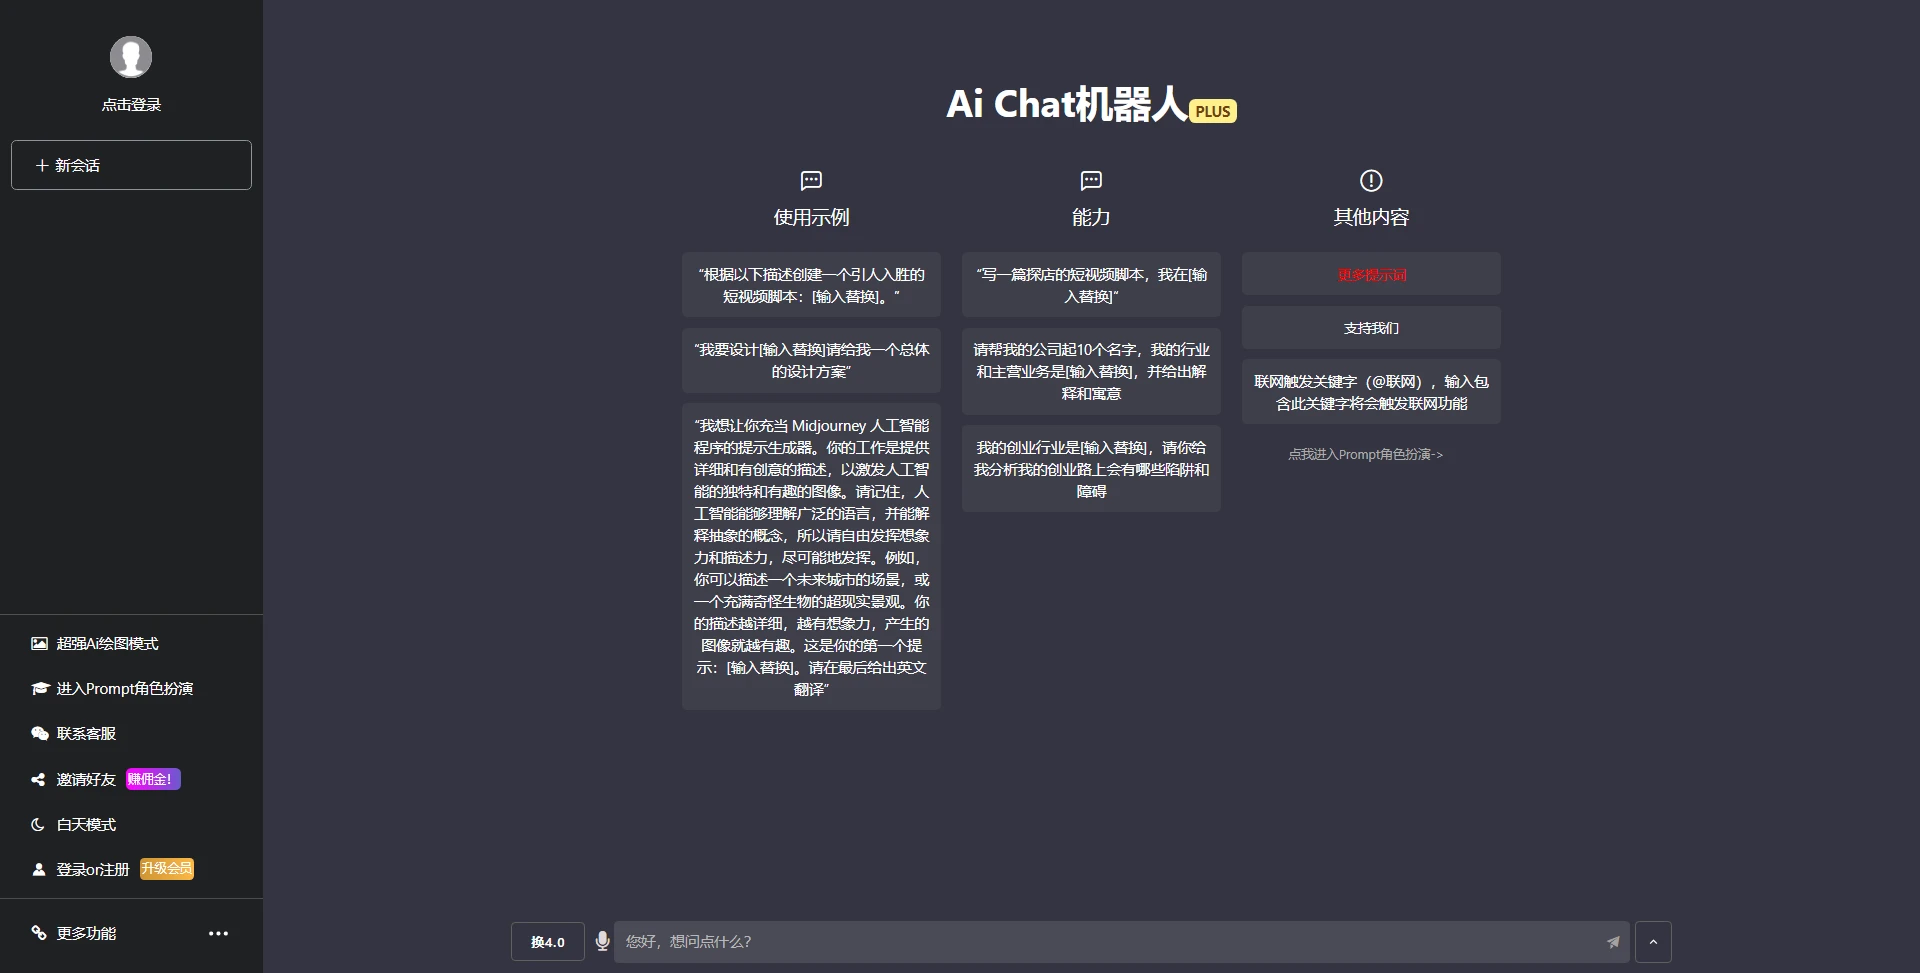 点击登录
新会话
超强Ai绘图模式
进入Prompt角色扮演
联系客服
邀请好友 赚佣金!
白天模式
登录or注册 升级会员
更多功能
Ai Chat机器人 PLUS
使用示例
“根据以下描述创建一个引人入胜的
短视频脚本：[输入替换]。”
“我要设计[输入替换]请给我一个总体
的设计方案”
“我想让你充当 Midjourney 人工智能
程序的提示生成器。你的工作是提供
详细和有创意的描述，以激发人工智
能的独特和有趣的图像。请记住，人
工智能能够理解广泛的语言，并能解
释抽象的概念，所以请自由发挥想象
力和描述力，尽可能地发挥。例如，
你可以描述一个未来城市的场景，或
一个充满奇怪生物的超现实景观。你
的描述越详细，越有想象力，产生的
图像就越有趣。这是你的第一个提
示：[输入替换]。请在最后给出英文
翻译”
能力
“写一篇探店的短视频脚本，我在[输
入替换]“
请帮我的公司起10个名字，我的行业
和主营业务是[输入替换]，并给出解
释和寓意
我的创业行业是[输入替换]，请你给
我分析我的创业路上会有哪些陷阱和
障碍
其他内容
更多提示词
支持我们
联网触发关键字（@联网），输入包
含此关键字将会触发联网功能
点我进入Prompt角色扮演->
换4.0
您好，想问点什么?